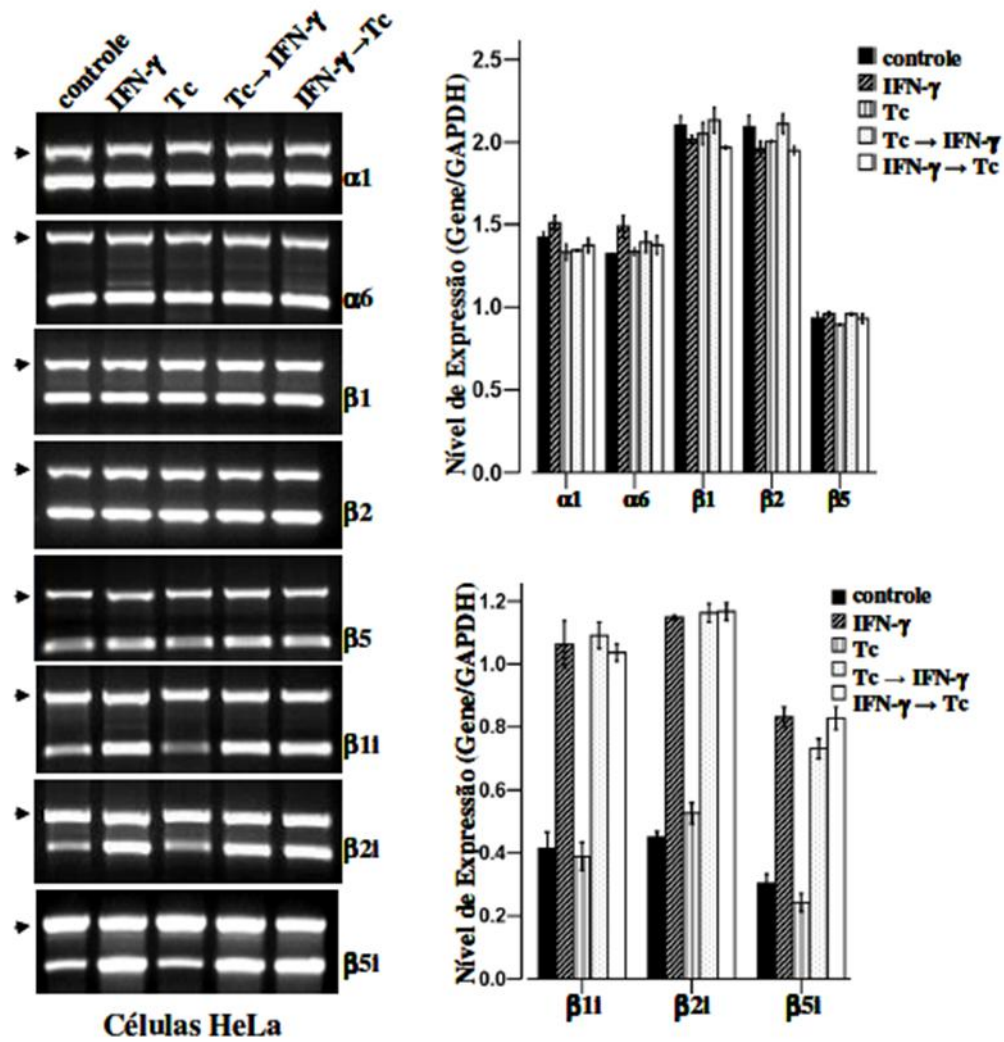 controle
IFN-γ
Tc
Tc→ IFN-γ
IFN-γ→Tc
α1
α6
β1
β2
β5
β1i
β2i
β5i
Células HeLa
Nível de Expressão (Gene/GAPDH)
2.5
2.0
1.5
1.0
0.5
0.0
α1 α6 β1 β2 β5
controle
IFN-γ
Tc
Tc → IFN-γ
IFN-γ → Tc
Nível de Expressão (Gene/GAPDH)
1.2
1.0
0.8
0.6
0.4
0.2
0.0
β1i β2i β5i
controle
IFN-γ
Tc
Tc → IFN-γ
IFN-γ → Tc